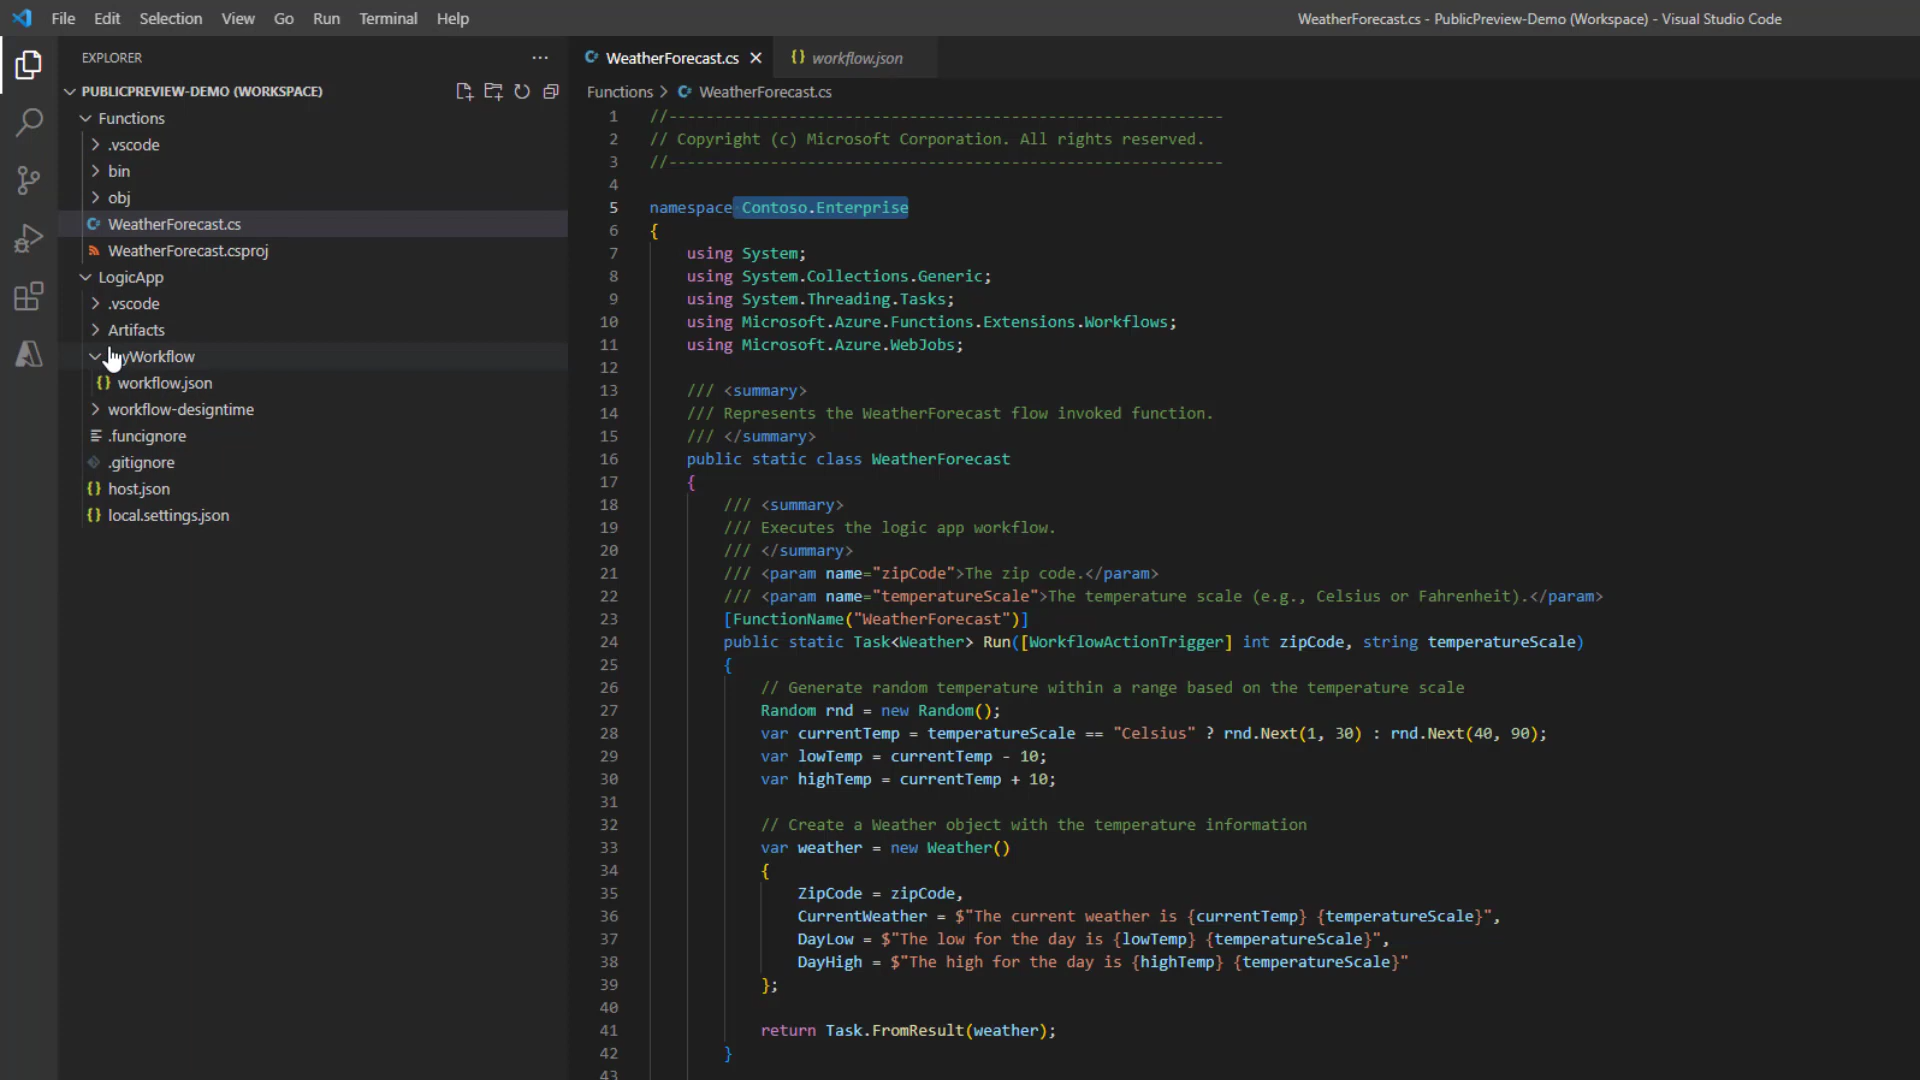 File Edit Selection View Go Run Terminal Help
WeatherForecast.cs - PublicPreview-Demo (Workspace) - Visual Studio Code
EXPLORER
PUBLICPREVIEW-DEMO (WORKSPACE)
Functions
.vscode
bin
obj
WeatherForecast.cs
WeatherForecast.csproj
LogicApp
.vscode
Artifacts
yWorkflow
workflow.json
workflow-designtime
.funcignore
.gitignore
host.json
local.settings.json
WeatherForecast.cs workflow.json
Functions > WeatherForecast.cs
1 //------------------------------------------------------------
2 // Copyright (c) Microsoft Corporation. All rights reserved.
3 //------------------------------------------------------------
4
5 namespace Contoso.Enterprise
6 {
7 using System;
8 using System.Collections.Generic;
9 using System.Threading.Tasks;
10 using Microsoft.Azure.Functions.Extensions.Workflows;
11 using Microsoft.Azure.WebJobs;
12
13 /// <summary>
14 /// Represents the WeatherForecast flow invoked function.
15 /// </summary>
16 public static class WeatherForecast
17 {
18 /// <summary>
19 /// Executes the logic app workflow.
20 /// </summary>
21 /// <param name="zipCode">The zip code.</param>
22 /// <param name="temperatureScale">The temperature scale (e.g., Celsius or Fahrenheit).</param>
23 [FunctionName("WeatherForecast")]
24 public static Task<Weather> Run([WorkflowActionTrigger] int zipCode, string temperatureScale)
25 {
26 // Generate random temperature within a range based on the temperature scale
27 Random rnd = new Random();
28 var currentTemp = temperatureScale == "Celsius" ? rnd.Next(1, 30) : rnd.Next(40, 90);
29 var lowTemp = currentTemp - 10;
30 var highTemp = currentTemp + 10;
31
32 // Create a Weather object with the temperature information
33 var weather = new Weather()
34 {
35 ZipCode = zipCode,
36 CurrentWeather = $"The current weather is {currentTemp} {temperatureScale}",
37 DayLow = $"The low for the day is {lowTemp} {temperatureScale}",
38 DayHigh = $"The high for the day is {highTemp} {temperatureScale}"
39 };
40
41 return Task.FromResult(weather);
42 }
43